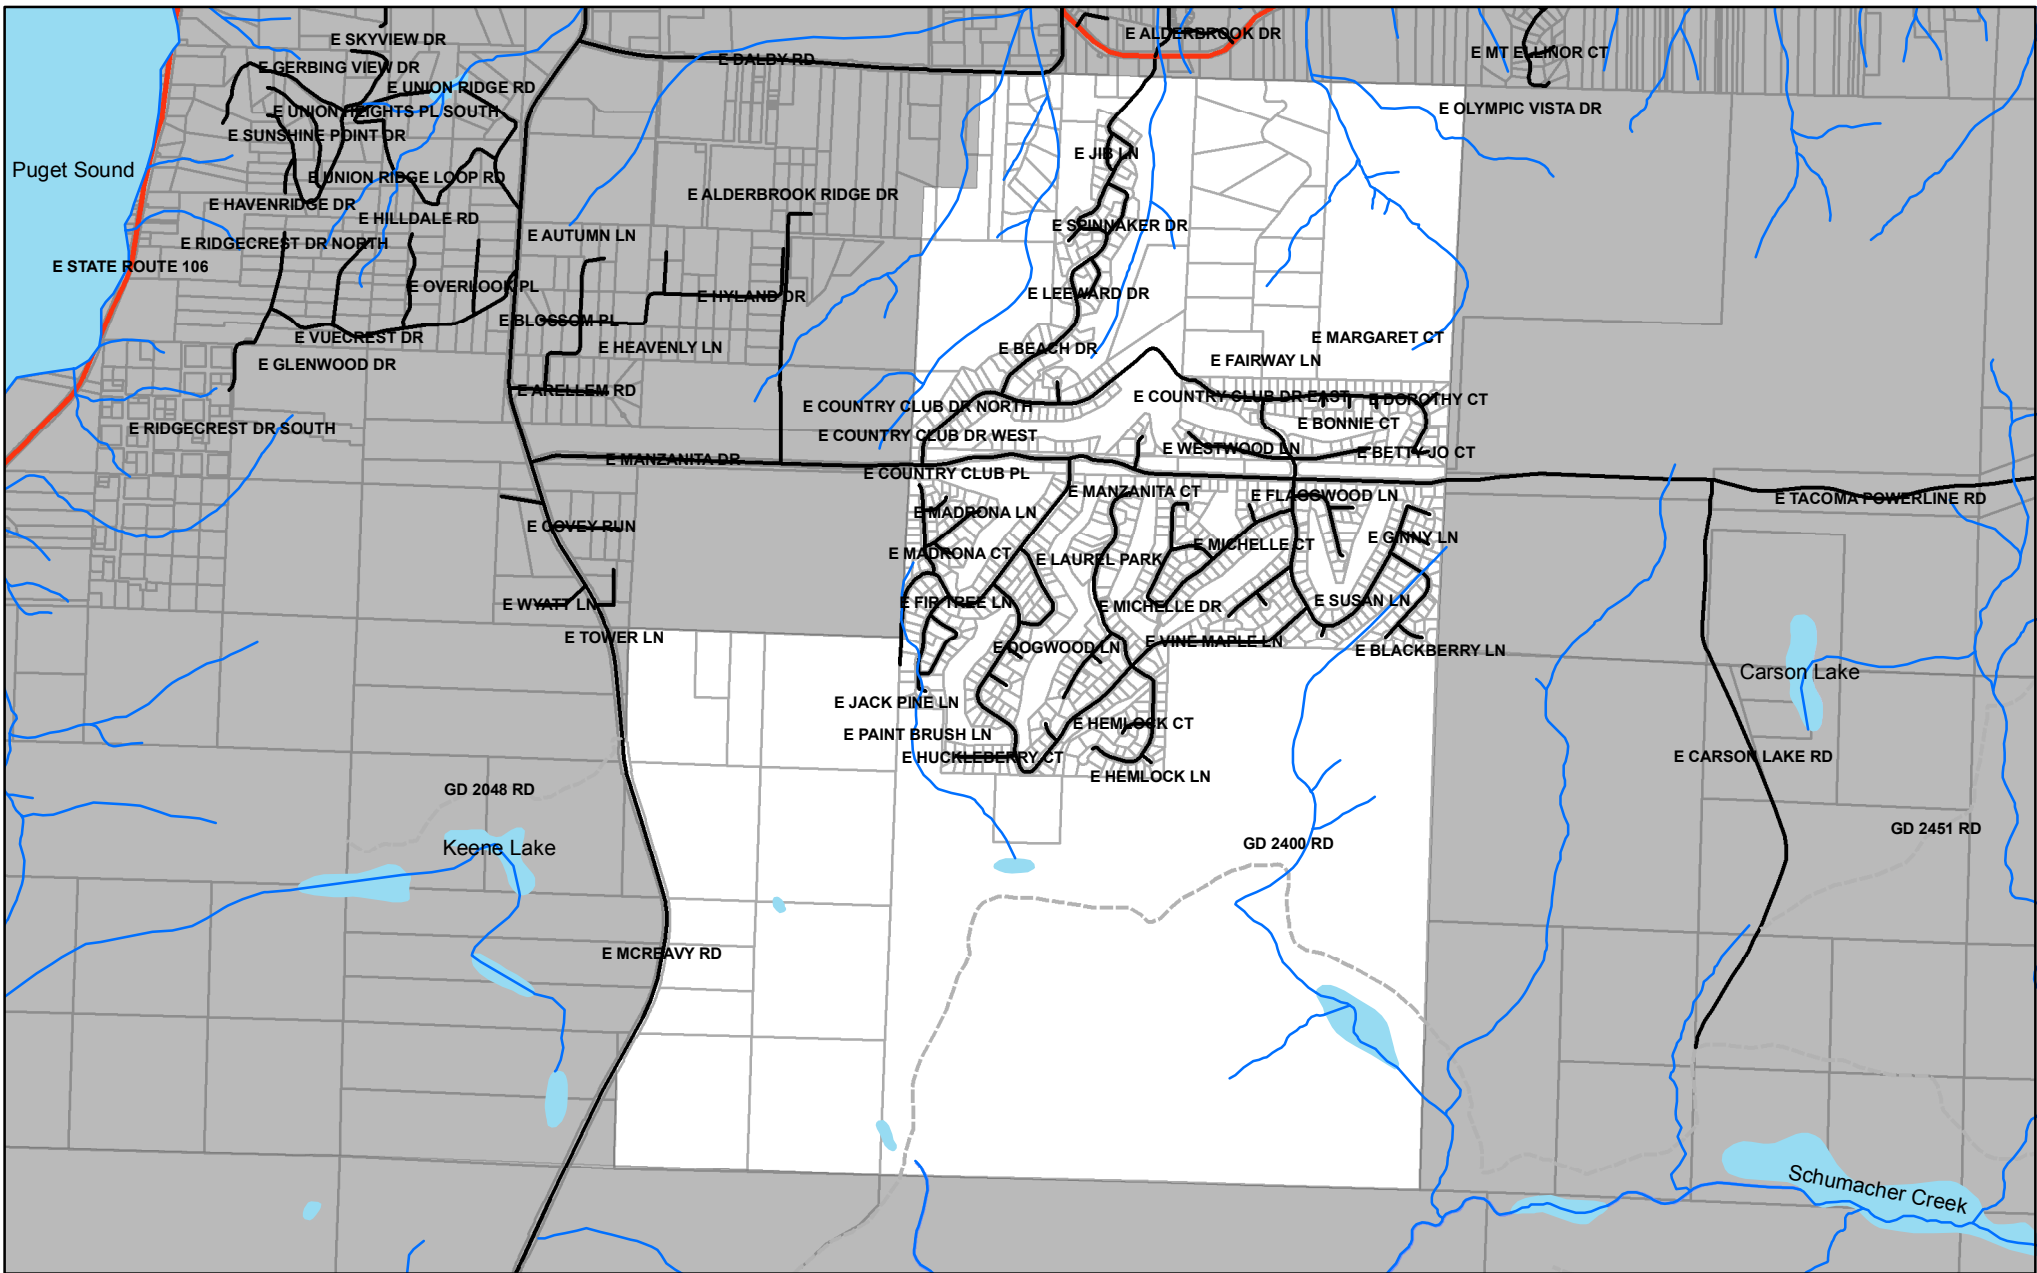 E SKYVIEW DR
E ALDERBROOK DR
E MT ELLINOR CT
E DALBY RD
E GERBING VIEW DR
E UNION RIDGE RD
E OLYMPIC VISTA DR
E UNION HEIGHTS PL SOUTH
E SUNSHINE POINT DR
E JIB LN
Puget Sound
E UNION RIDGE LOOP RD
E ALDERBROOK RIDGE DR
E HAVENRIDGE DR
E HILLDALE RD
E SPINNAKER DR
E AUTUMN LN
E RIDGECREST DR NORTH
E STATE ROUTE 106
E OVERLOOK PL
E LEEWARD DR
E HYLAND DR
E BLOSSOM PL
E VUECREST DR
E MARGARET CT
E HEAVENLY LN
E BEACH DR
E FAIRWAY LN
E GLENWOOD DR
E ARELLEM RD
E COUNTRY CLUB DR EAST
E DOROTHY CT
E COUNTRY CLUB DR NORTH
E BONNIE CT
E RIDGECREST DR SOUTH
E COUNTRY CLUB DR WEST
E WESTWOOD LN
E BETTY JO CT
E MANZANITA DR
E COUNTRY CLUB PL
E MANZANITA CT
E FLAGSWOOD LN
E TACOMA POWERLINE RD
E MADRONA LN
E COVEY RUN
E GINNY LN
E MICHELLE CT
E MADRONA CT
E LAUREL PARK
E WYATT LN
E FIR TREE LN
E MICHELLE DR
E SUSAN LN
E TOWER LN
E DOGWOOD LN
E VINE MAPLE LN
E BLACKBERRY LN
Carson Lake
E JACK PINE LN
E HEMLOCK CT
E PAINT BRUSH LN
E HUCKLEBERRY CT
E CARSON LAKE RD
E HEMLOCK LN
GD 2048 RD
GD 2451 RD
Keene Lake
GD 2400 RD
E MCREAVY RD
Schumacher Creek